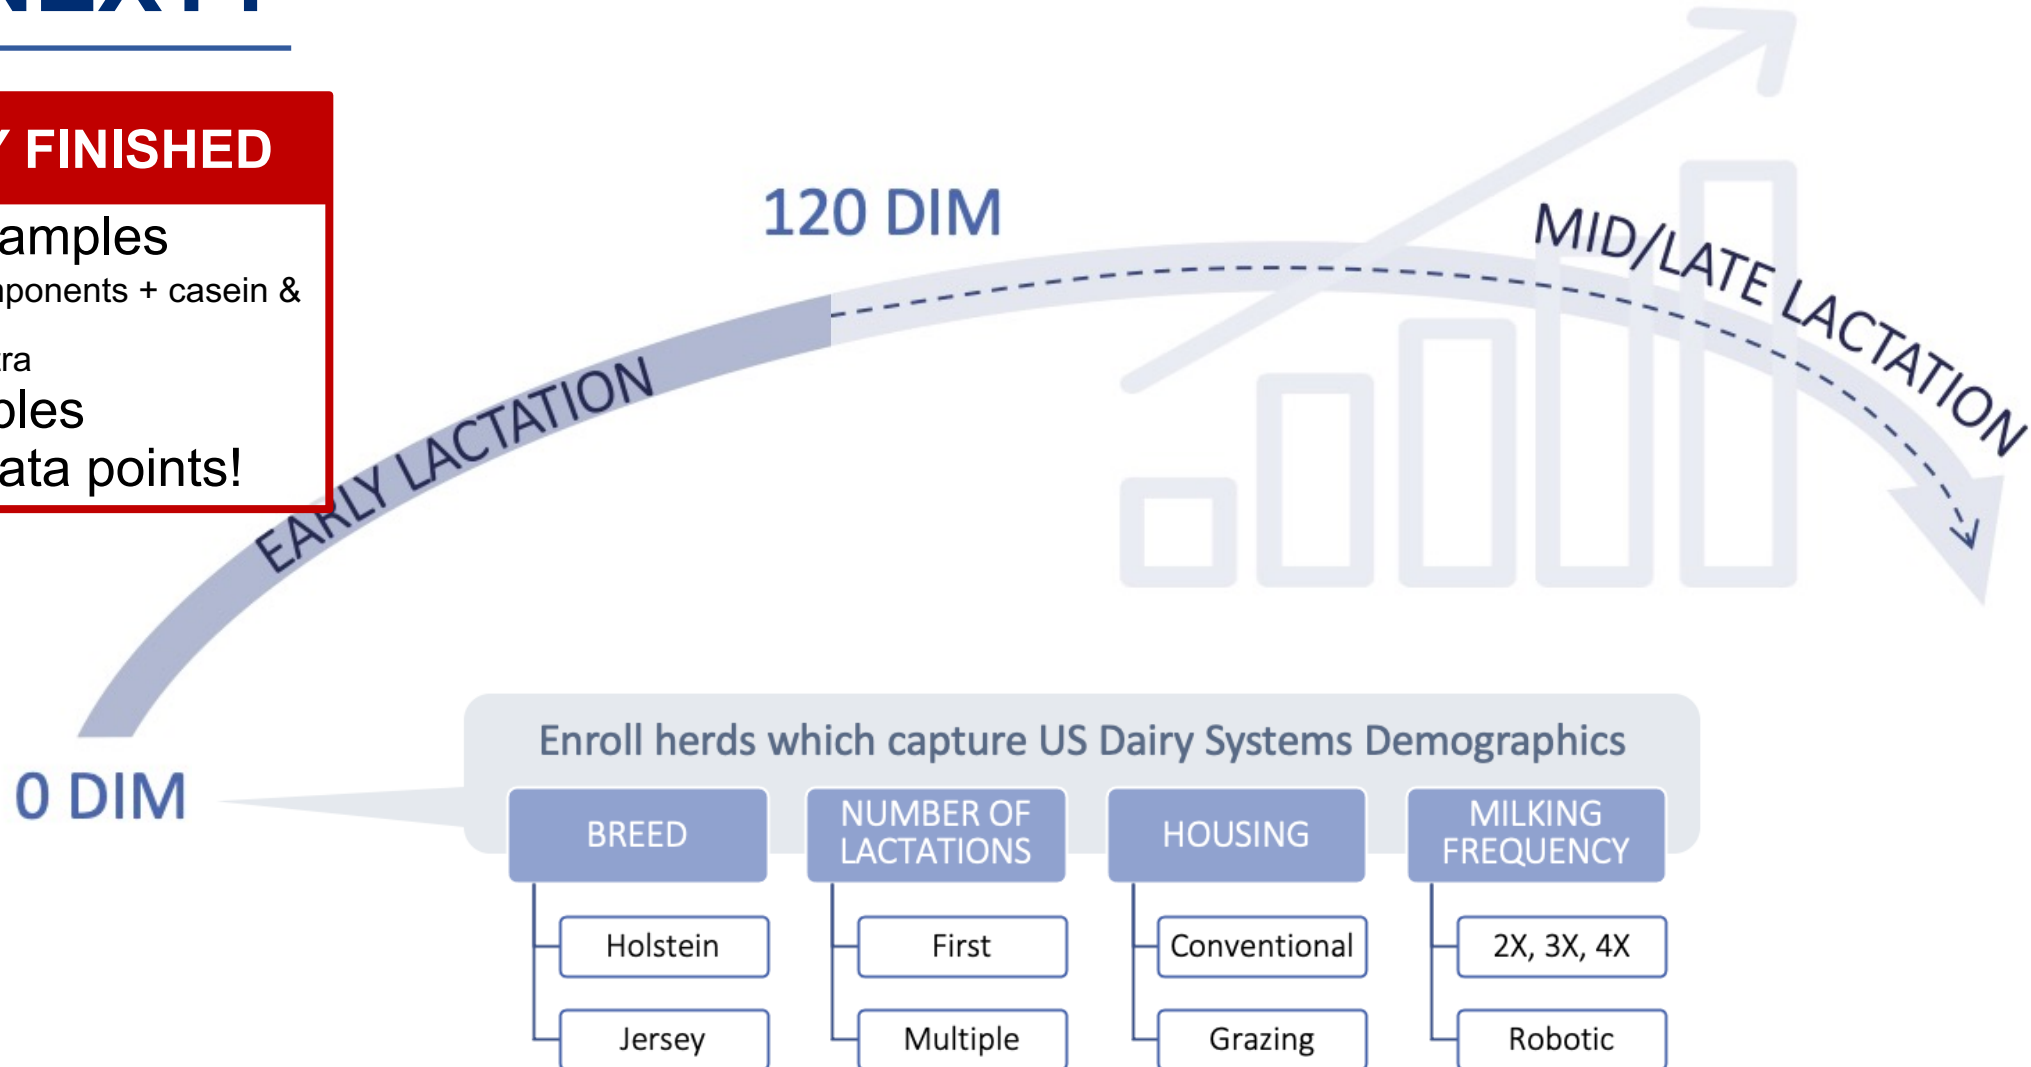 Y FINISHED
amples
nponents + casein &
tra
ples
ata points!
120 DIM
MID/LATE LACTATION
EARLY LACTATION
0 DIM
Enroll herds which capture US Dairy Systems Demographics
BREED
Holstein
Jersey
NUMBER OF
LACTATIONS
First
Multiple
HOUSING
Conventional
Grazing
MILKING
FREQUENCY
2X, 3X, 4X
Robotic